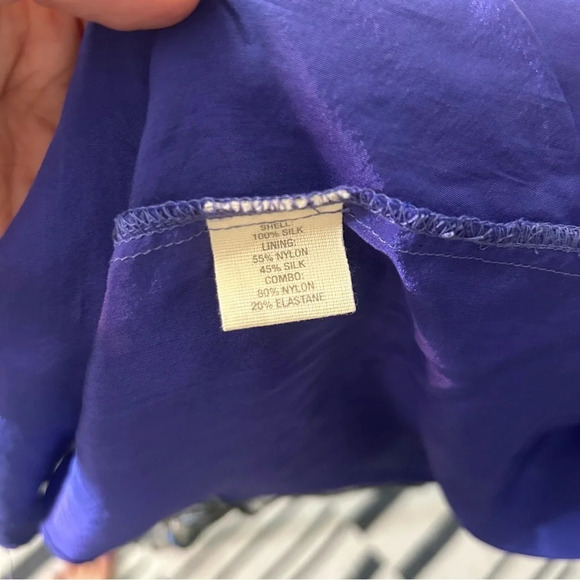 SHELL:
100% SILK
LINING:
55% NYLON
45% SILK
COMBO:
80% NYLON
20% ELASTANE